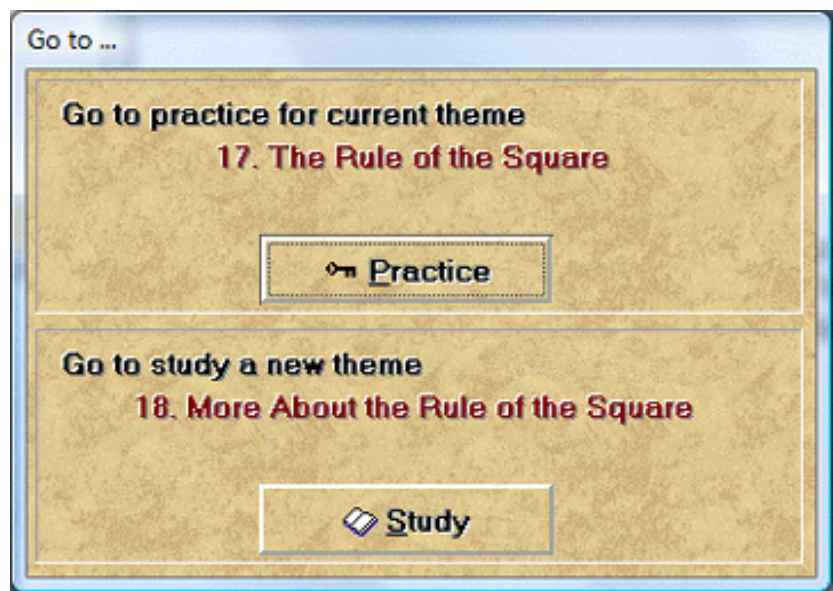 Go to ...
Go to practice for current theme
17. The Rule of the Square
Practice
Go to study a new theme
18. More About the Rule of the Square
Study